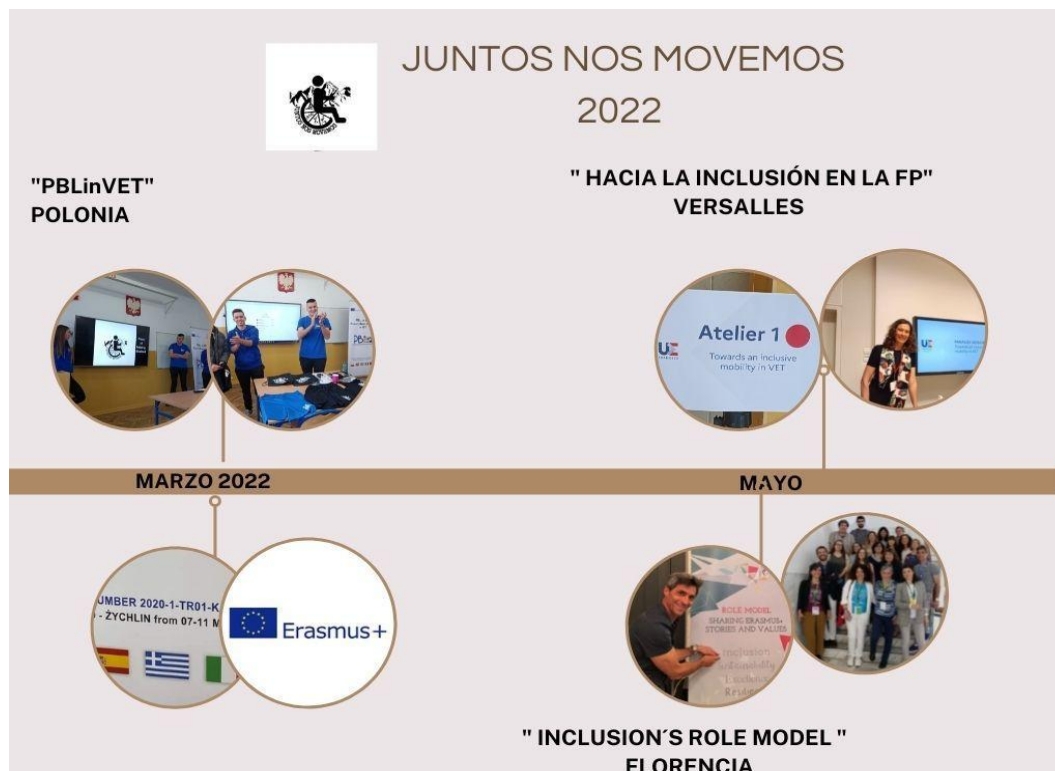 JUNTOS NOS MOVEMOS
2022
"PBLinVET"
POLONIA
" HACIA LA INCLUSIÓN EN LA FP"
VERSALLES
Atelier 1
Towards an inclusive
mobility in VET
MARZO 2022
MAYO
UMBER 2020-1-TR01-K
- ŻYCHLIN from 07-11 M
Erasmus+
ROLE MODEL
SHARING ERASMUS+
STORIES AND VALUES
Inclusion
" INCLUSION´S ROLE MODEL "
FLORENCIA